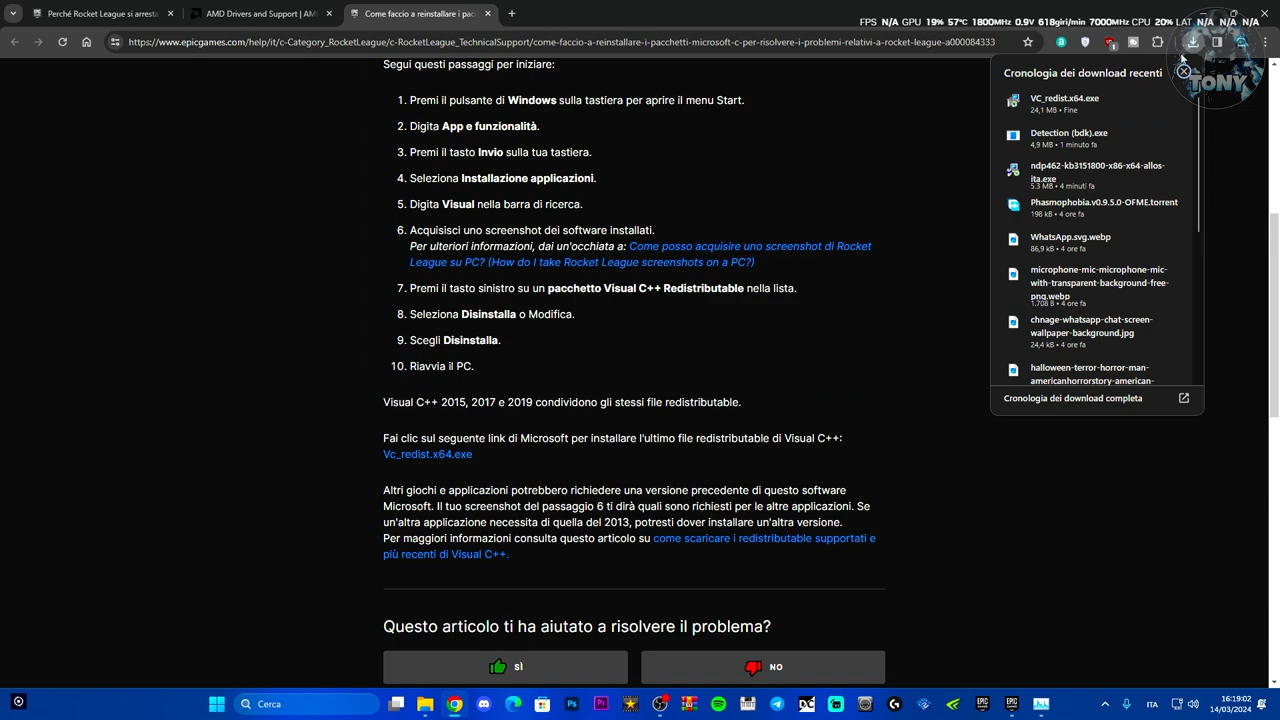 Perché Rocket League si arresta
AMD Drivers and Support | AM
Come faccio a reinstallare i pac
FPS N/A GPU 19% 57°C 1800MHz 0.9V 618giri/min 7000MHz CPU 20% LAT N/A N/A N/A
https://www.epicgames.com/help/it/c-Category_RocketLeague/c-RocketLeague_TechnicalSupport/come-faccio-a-reinstallare-i-pacchetti-microsoft-c-per-risolvere-i-problemi-relativi-a-rocket-league-a000084333
TONY
Segui questi passaggi per iniziare:
1. Premi il pulsante di Windows sulla tastiera per aprire il menu Start.
2. Digita App e funzionalità.
3. Premi il tasto Invio sulla tua tastiera.
4. Seleziona Installazione applicazioni.
5. Digita Visual nella barra di ricerca.
6. Acquisisci uno screenshot dei software installati.
Per ulteriori informazioni, dai un'occhiata a: Come posso acquisire uno screenshot di Rocket
League su PC? (How do I take Rocket League screenshots on a PC?)
7. Premi il tasto sinistro su un pacchetto Visual C++ Redistributable nella lista.
8. Seleziona Disinstalla o Modifica.
9. Scegli Disinstalla.
10. Riavvia il PC.
Visual C++ 2015, 2017 e 2019 condividono gli stessi file redistributable.
Fai clic sul seguente link di Microsoft per installare l'ultimo file redistributable di Visual C++:
Vc_redist.x64.exe
Altri giochi e applicazioni potrebbero richiedere una versione precedente di questo software
Microsoft. Il tuo screenshot del passaggio 6 ti dirà quali sono richiesti per le altre applicazioni. Se
un'altra applicazione necessita di quella del 2013, potresti dover installare un'altra versione.
Per maggiori informazioni consulta questo articolo su come scaricare i redistributable supportati e
più recenti di Visual C++.
Questo articolo ti ha aiutato a risolvere il problema?
SÌ
NO
Cronologia dei download recenti
VC_redist.x64.exe
24,1 MB • Fine
Detection (bdk).exe
4,9 MB • 1 minuto fa
ndp462-kb3151800-x86-x64-allos-
ita.exe
5.3 MB • 4 minuti fa
Phasmophobia.v0.9.5.0-OFME.torrent
198 kB • 4 ore fa
WhatsApp.svg.webp
86,9 kB • 4 ore fa
microphone-mic-microphone-mic-
with-transparent-background-free-
png.webp
1.708 B • 4 ore fa
chnage-whatsapp-chat-screen-
wallpaper-background.jpg
24,4 kB • 4 ore fa
halloween-terror-horror-man-
americanhorrorstory-american-
Cronologia dei download completa
Cerca
ITA
16:19:02
14/03/2024